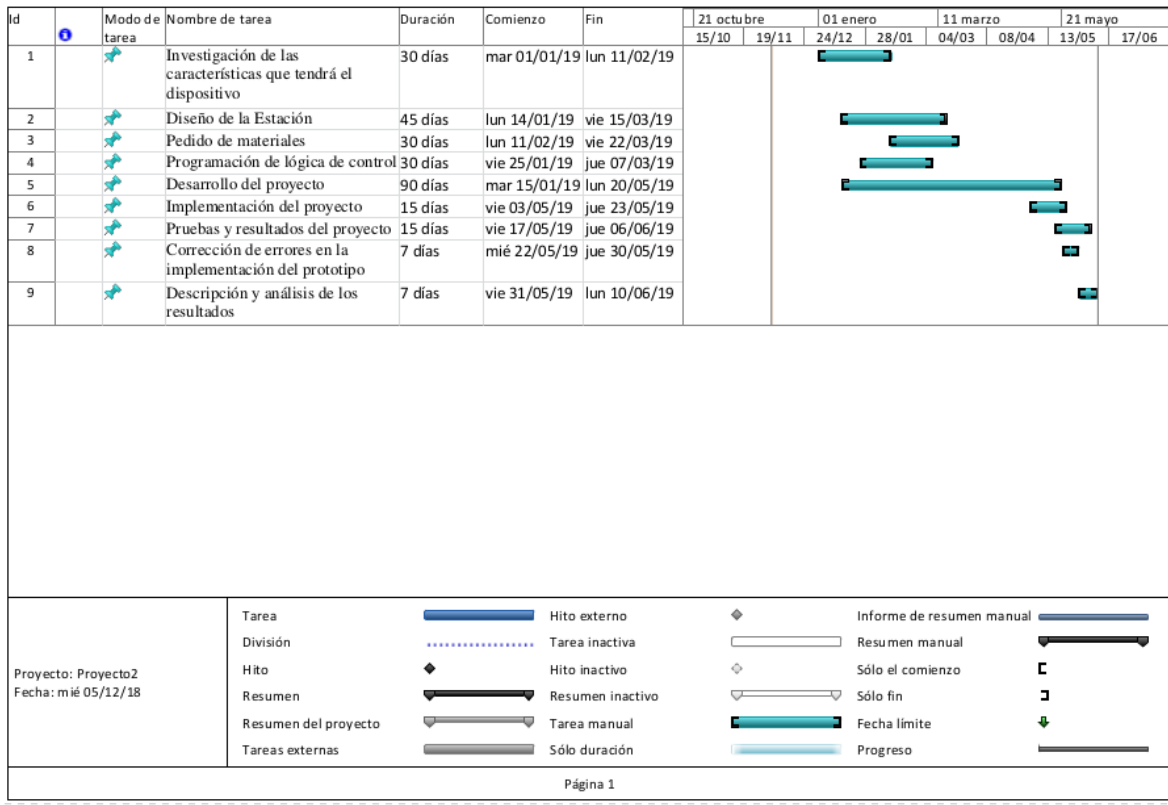 Id Modo de Nombre de tarea Duración Comienzo Fin 21 octubre 01 enero 11 marzo 21 mayo
tarea 15/10 19/11 24/12 28/01 04/03 08/04 13/05 17/06
1 Investigación de las 30 días mar 01/01/19 lun 11/02/19
características que tendrá el
dispositivo
2 Diseño de la Estación 45 días lun 14/01/19 vie 15/03/19
3 Pedido de materiales 30 días lun 11/02/19 vie 22/03/19
4 Programación de lógica de control 30 días vie 25/01/19 jue 07/03/19
5 Desarrollo del proyecto 90 días mar 15/01/19 lun 20/05/19
6 Implementación del proyecto 15 días vie 03/05/19 jue 23/05/19
7 Pruebas y resultados del proyecto 15 días vie 17/05/19 jue 06/06/19
8 Corrección de errores en la 7 días mié 22/05/19 jue 30/05/19
implementación del prototipo
9 Descripción y análisis de los 7 días vie 31/05/19 lun 10/06/19
resultados
Proyecto: Proyecto2
Fecha: mié 05/12/18
Tarea Hito externo Informe de resumen manual
División Tarea inactiva Resumen manual
Hito Hito inactivo Sólo el comienzo
Resumen Resumen inactivo Sólo fin
Resumen del proyecto Tarea manual Fecha límite
Tareas externas Sólo duración Progreso
Página 1